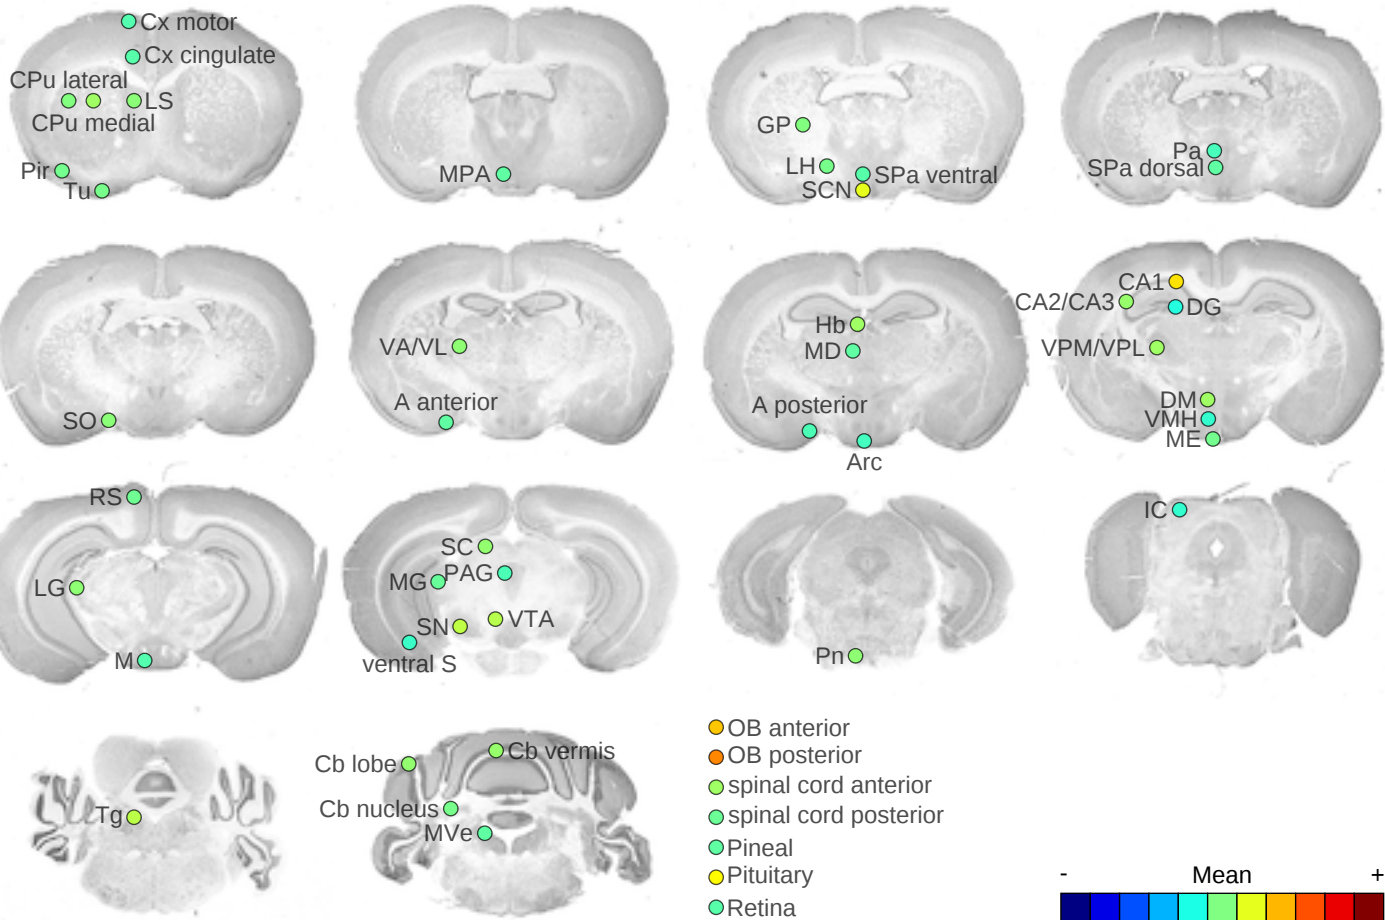 Cx motor
Cx cingulate
CPu lateral
LS
CPu medial
Pir
Tu
MPA
GP
LH
SPa ventral
SCN
Pa
SPa dorsal
SO
VA/VL
A anterior
Hb
MD
A posterior
Arc
CA1
CA2/CA3
DG
VPM/VPL
DM
VMH
ME
RS
LG
M
SC
MG
PAG
SN
VTA
ventral S
Pn
IC
Tg
Cb lobe
Cb vermis
Cb nucleus
MVe
OB anterior
OB posterior
spinal cord anterior
spinal cord posterior
Pineal
Pituitary
Retina
- Mean +